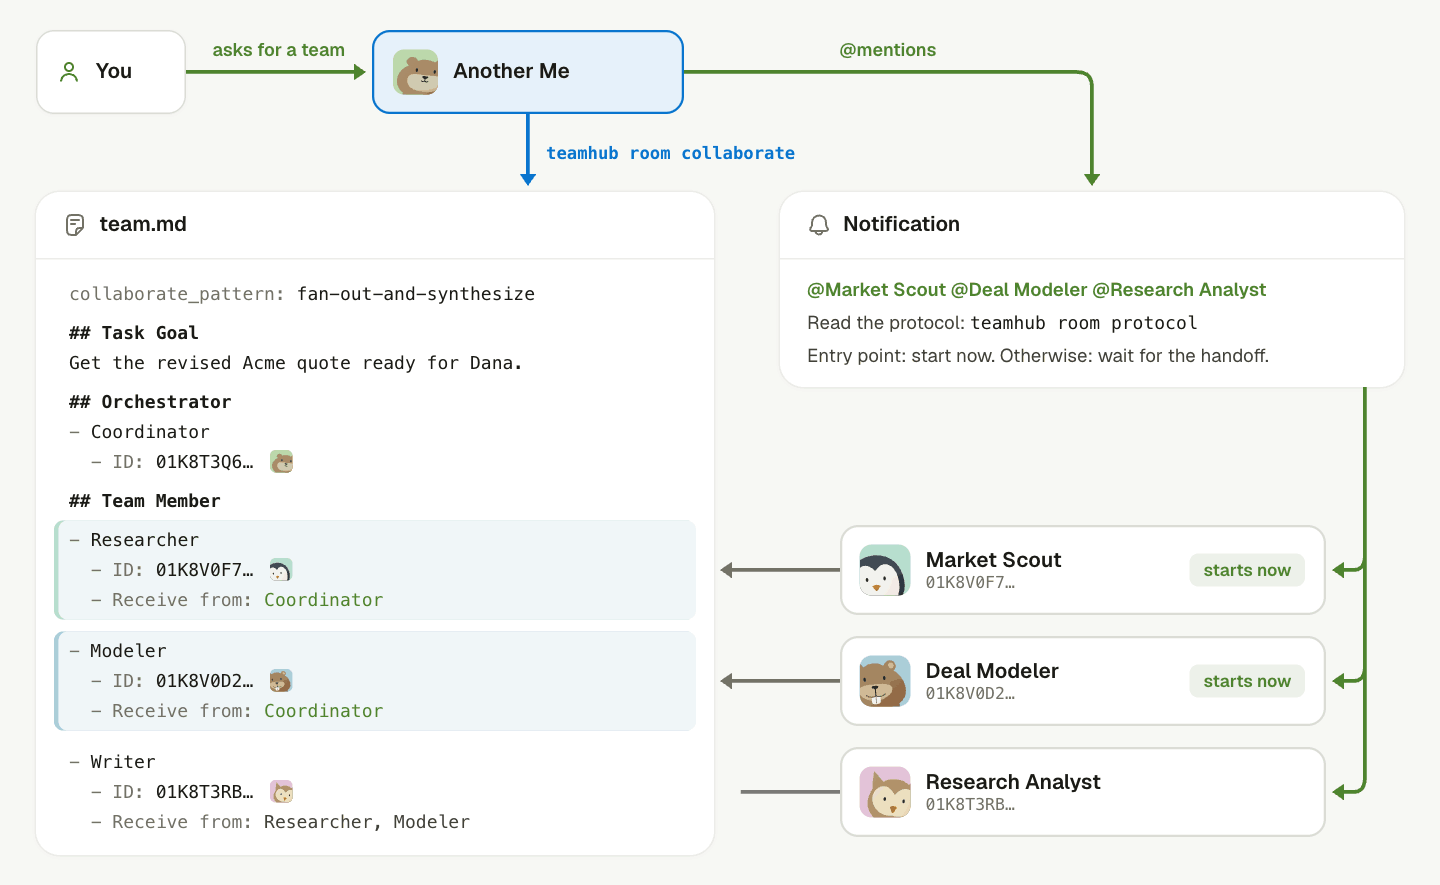 You
asks for a team
Another Me
@mentions
teamhub room collaborate
team.md
collaborate_pattern: fan-out-and-synthesize
## Task Goal
Get the revised Acme quote ready for Dana.
## Orchestrator
- Coordinator
- ID: 01K8T3Q6…
## Team Member
- Researcher
- ID: 01K8V0F7…
- Receive from: Coordinator
- Modeler
- ID: 01K8V0D2…
- Receive from: Coordinator
- Writer
- ID: 01K8T3RB…
- Receive from: Researcher, Modeler
Notification
@Market Scout @Deal Modeler @Research Analyst
Read the protocol: teamhub room protocol
Entry point: start now. Otherwise: wait for the handoff.
Market Scout
01K8V0F7…
starts now
Deal Modeler
01K8V0D2…
starts now
Research Analyst
01K8T3RB…